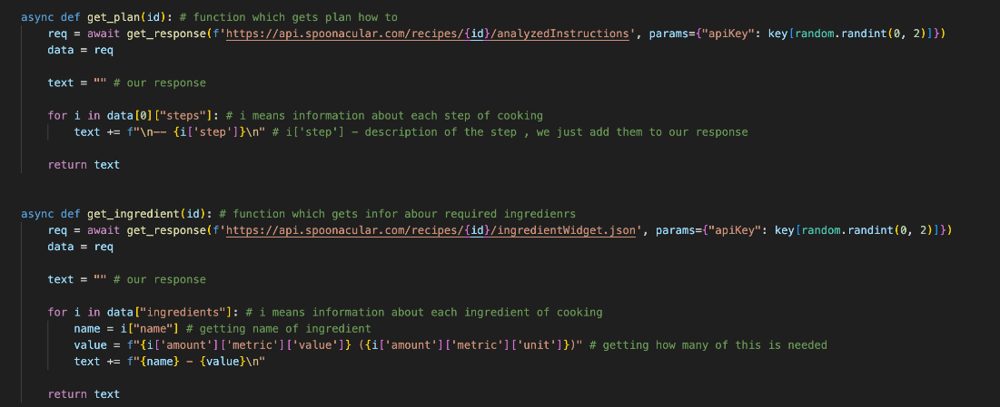 async def get_plan(id): # function which gets plan how to
    req = await get_response(f'https://api.spoonacular.com/recipes/{id}/analyzedInstructions', params={"apiKey": key[random.randint(0, 2)]})
    data = req

    text = "" # our response

    for i in data[0]["steps"]: # i means information about each step of cooking
        text += f"\n-- {i['step']}\n" # i['step'] - description of the step , we just add them to our response

    return text


async def get_ingredient(id): # function which gets infor abour required ingredienrs
    req = await get_response(f'https://api.spoonacular.com/recipes/{id}/ingredientWidget.json', params={"apiKey": key[random.randint(0, 2)]})
    data = req

    text = "" # our response

    for i in data["ingredients"]: # i means information about each ingredient of cooking
        name = i["name"] # getting name of ingredient
        value = f"{i['amount']['metric']['value']} ({i['amount']['metric']['unit']})" # getting how many of this is needed
        text += f"{name} - {value}\n"

    return text